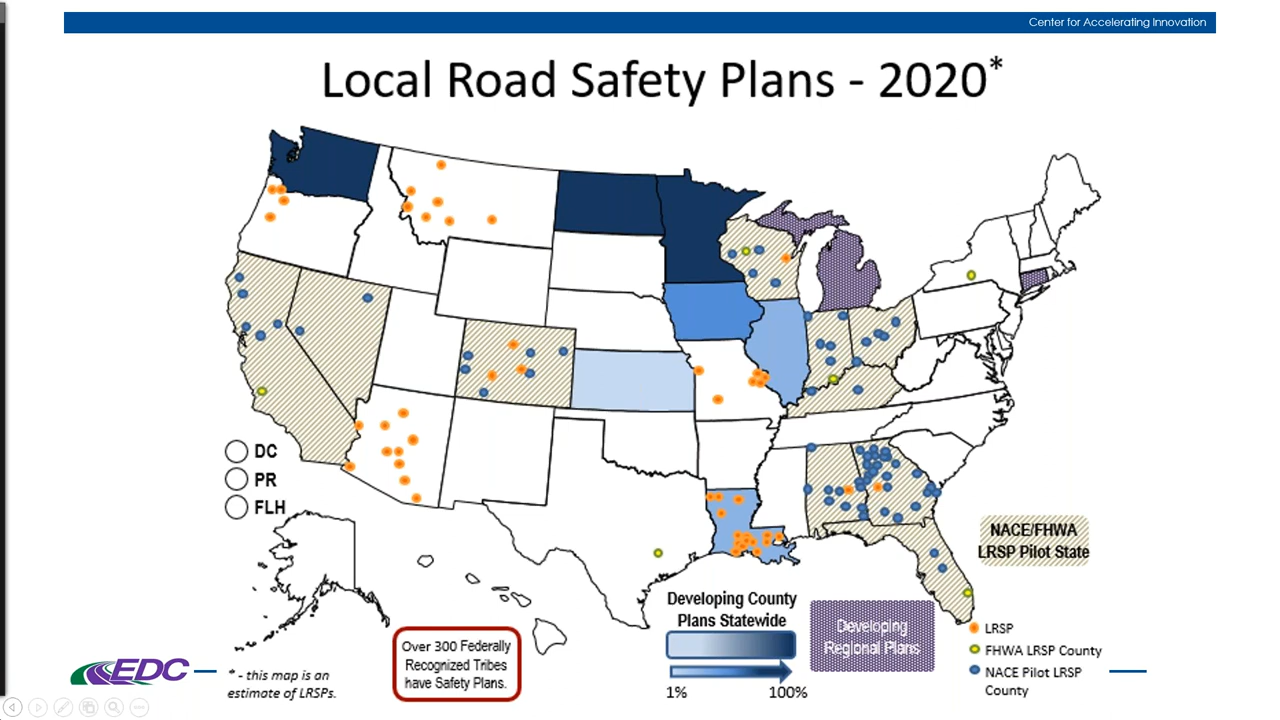 Center for Accelerating Innovation
Local Road Safety Plans - 2020*
DC
PR
FLH
NACE/FHWA
LRSP Pilot State
Developing County
Plans Statewide
1%
100%
Developing
Regional Plans
LRSP
FHWA LRSP County
NACE Pilot LRSP
County
Over 300 Federally
Recognized Tribes
have Safety Plans.
EDC
* - this map is an
estimate of LRSPs.